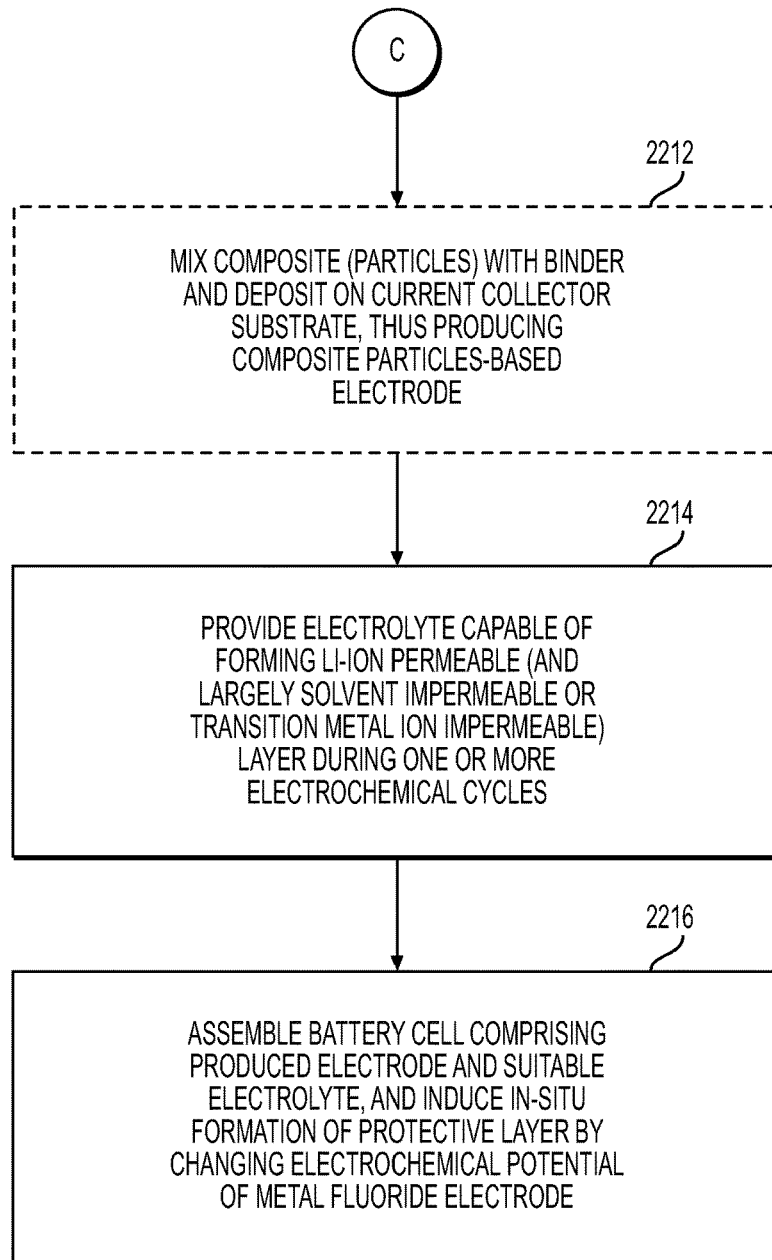 C
2212
MIX COMPOSITE (PARTICLES) WITH BINDER
AND DEPOSIT ON CURRENT COLLECTOR
SUBSTRATE, THUS PRODUCING
COMPOSITE PARTICLES-BASED
ELECTRODE
2214
PROVIDE ELECTROLYTE CAPABLE OF
FORMING LI-ION PERMEABLE (AND
LARGELY SOLVENT IMPERMEABLE OR
TRANSITION METAL ION IMPERMEABLE)
LAYER DURING ONE OR MORE
ELECTROCHEMICAL CYCLES
2216
ASSEMBLE BATTERY CELL COMPRISING
PRODUCED ELECTRODE AND SUITABLE
ELECTROLYTE, AND INDUCE IN-SITU
FORMATION OF PROTECTIVE LAYER BY
CHANGING ELECTROCHEMICAL POTENTIAL
OF METAL FLUORIDE ELECTRODE